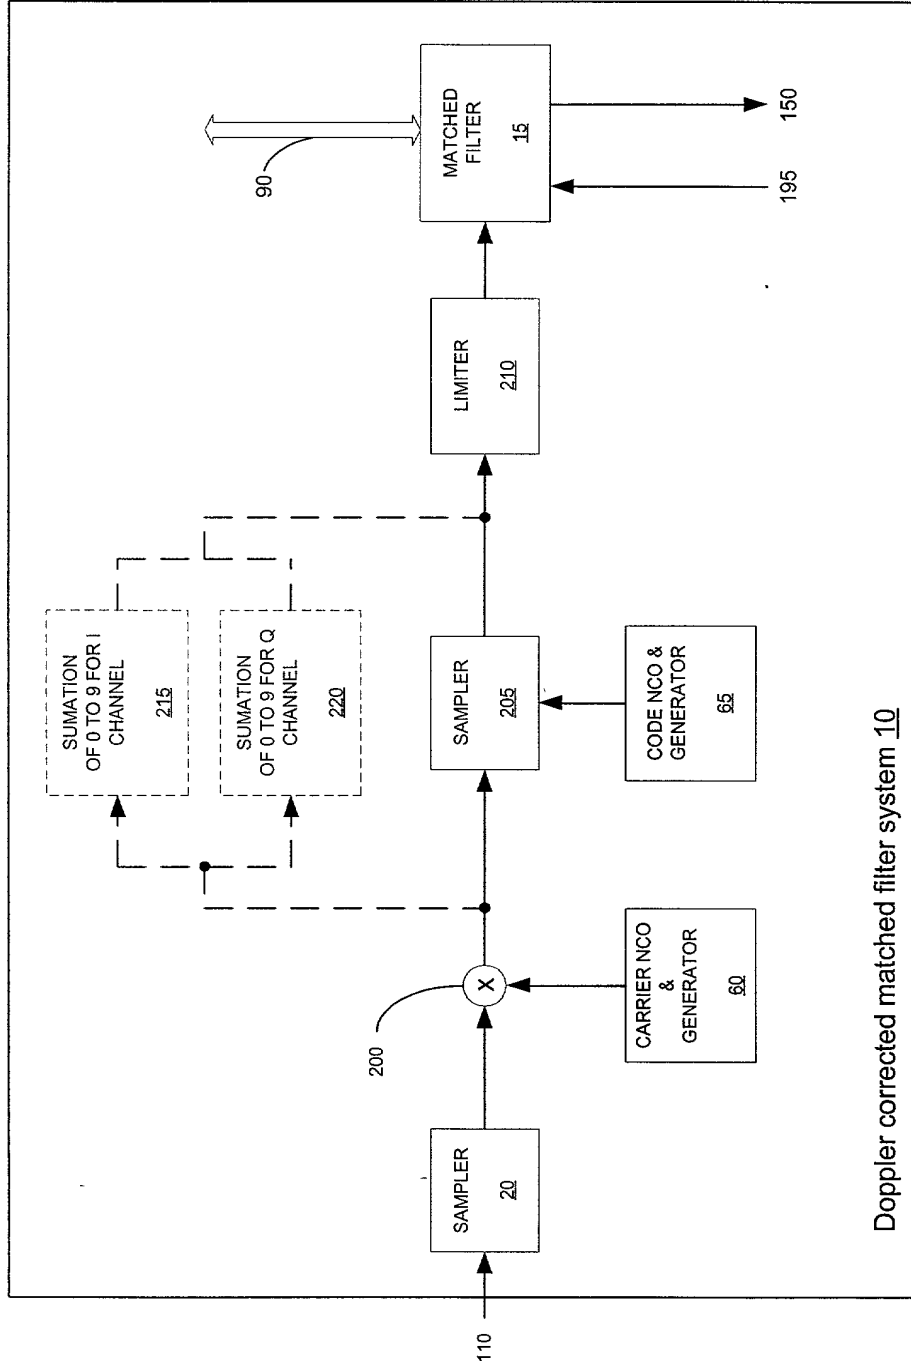 110
SAMPLER
20
200
X
CARRIER NCO
&
GENERATOR
60
SUMATION
OF 0 TO 9 FOR I
CHANNEL
215
SUMATION
OF 0 TO 9 FOR Q
CHANNEL
220
SAMPLER
205
CODE NCO &
GENERATOR
65
LIMITER
210
90
MATCHED
FILTER
15
195
150
Doppler corrected matched filter system 10